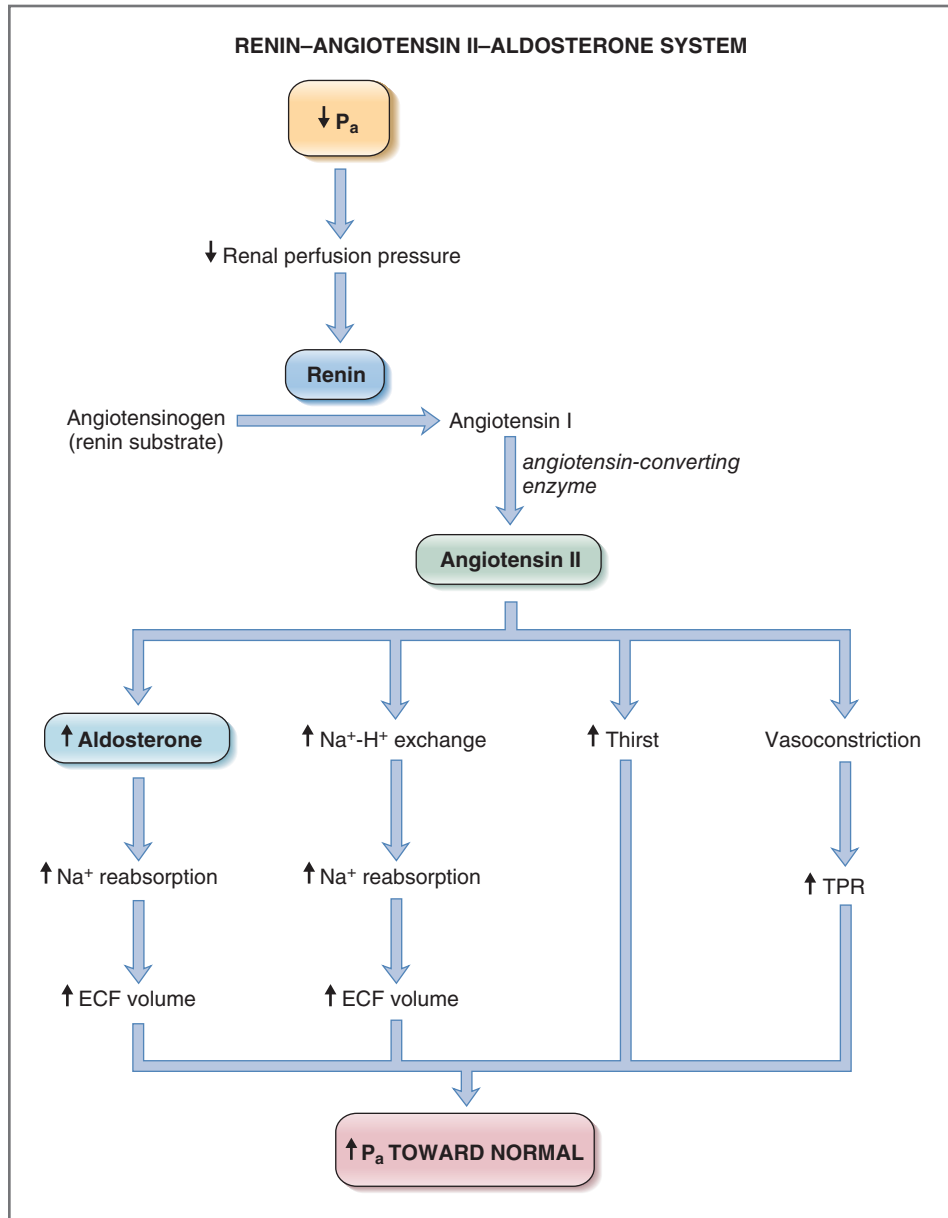 RENIN–ANGIOTENSIN II–ALDOSTERONE SYSTEM
↓ Pₐ
↓ Renal perfusion pressure
Renin
Angiotensinogen
(renin substrate)
Angiotensin I
angiotensin-converting
enzyme
Angiotensin II
↑ Aldosterone
↑ Na⁺-H⁺ exchange
↑ Thirst
Vasoconstriction
↑ Na⁺ reabsorption
↑ Na⁺ reabsorption
↑ TPR
↑ ECF volume
↑ ECF volume
↑ Pₐ TOWARD NORMAL